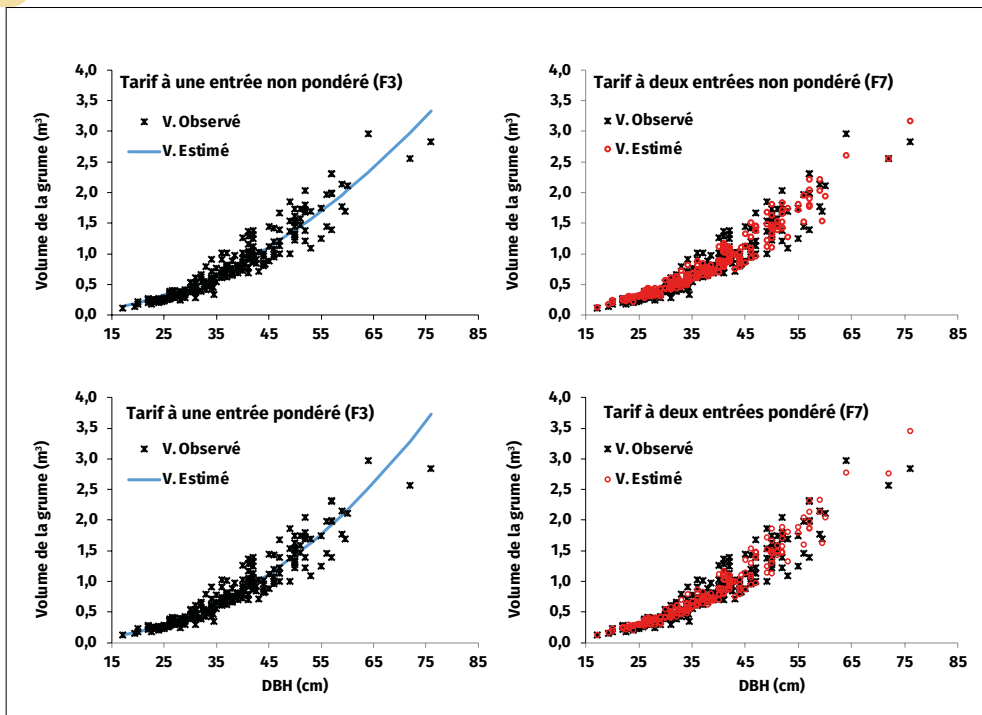 4,0
3,5
3,0
2,5
2,0
1,5
1,0
0,5
0,0
Volume de la grume (m³)
Tarif à une entrée non pondéré (F3)
V. Observé
V. Estimé
15 25 35 45 55 65 75 85
4,0
3,5
3,0
2,5
2,0
1,5
1,0
0,5
0,0
Volume de la grume (m³)
Tarif à deux entrées non pondéré (F7)
V. Observé
V. Estimé
15 25 35 45 55 65 75 85
4,0
3,5
3,0
2,5
2,0
1,5
1,0
0,5
0,0
Volume de la grume (m³)
Tarif à une entrée pondéré (F3)
V. Observé
V. Estimé
15 25 35 45 55 65 75 85
DBH (cm)
4,0
3,5
3,0
2,5
2,0
1,5
1,0
0,5
0,0
Volume de la grume (m³)
Tarif à deux entrées pondéré (F7)
V. Observé
V. Estimé
15 25 35 45 55 65 75 85
DBH (cm)